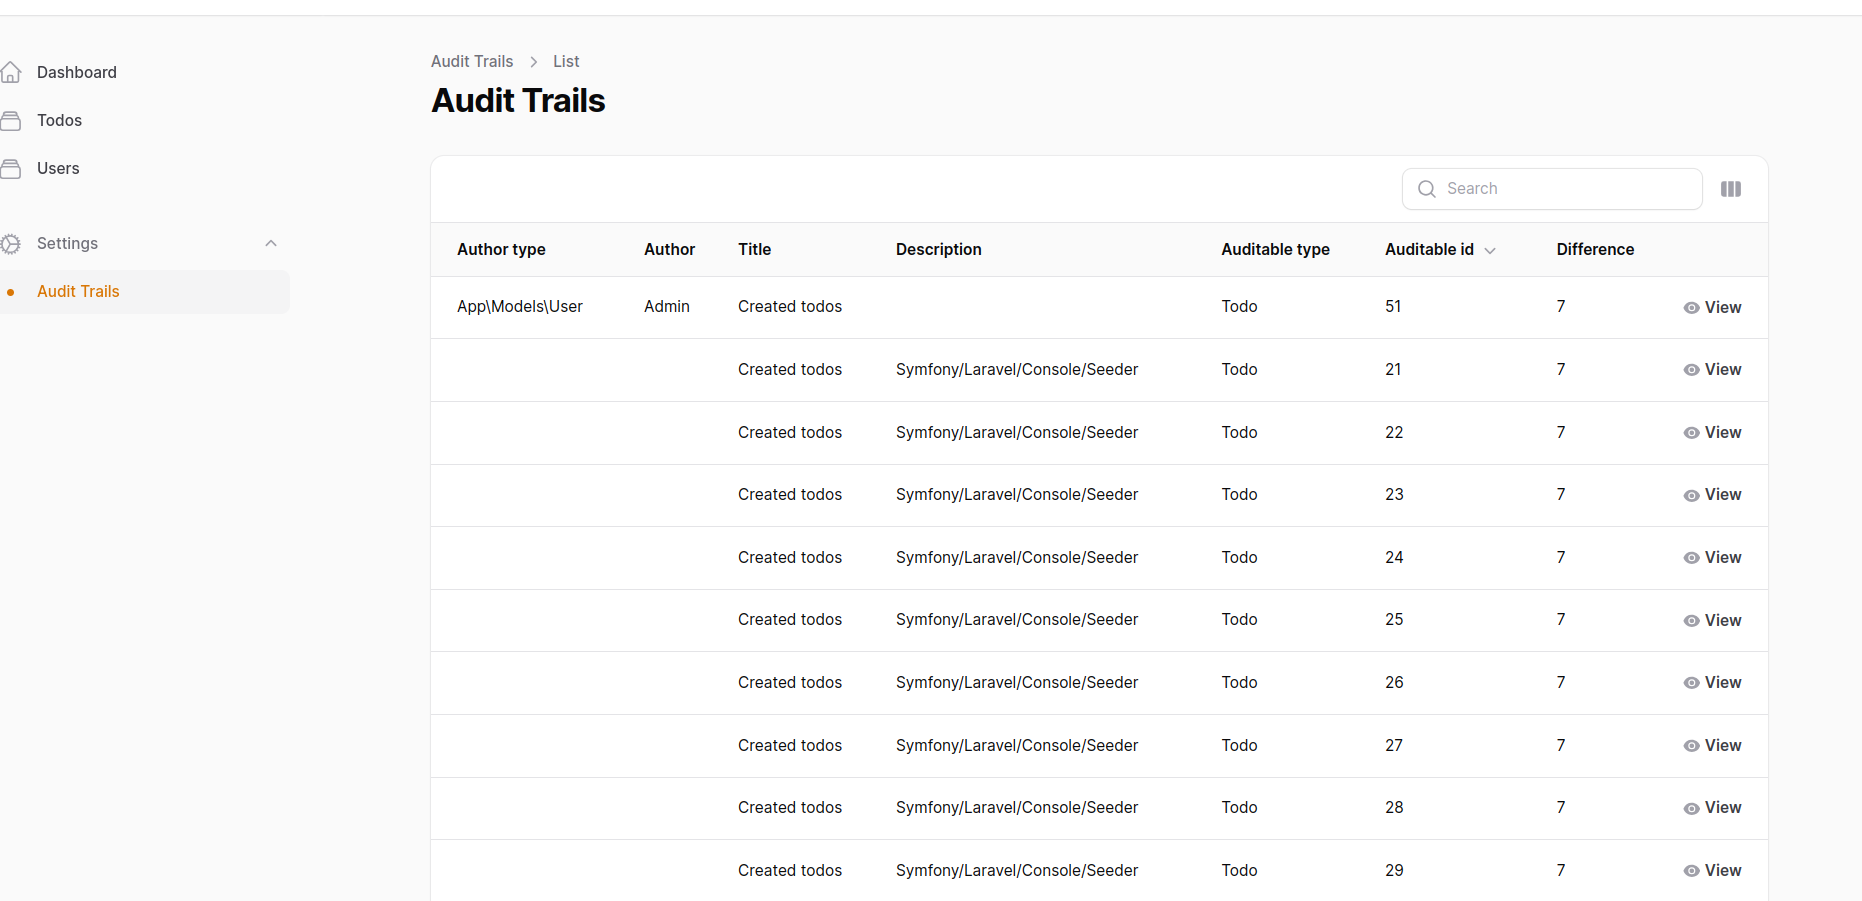 Dashboard
Todos
Users
Settings
Audit Trails
Audit Trails > List
Audit Trails
Search
Author type Author Title Description Auditable type Auditable id Difference
App\Models\User Admin Created todos Todo 51 7 View
Created todos Symfony/Laravel/Console/Seeder Todo 21 7 View
Created todos Symfony/Laravel/Console/Seeder Todo 22 7 View
Created todos Symfony/Laravel/Console/Seeder Todo 23 7 View
Created todos Symfony/Laravel/Console/Seeder Todo 24 7 View
Created todos Symfony/Laravel/Console/Seeder Todo 25 7 View
Created todos Symfony/Laravel/Console/Seeder Todo 26 7 View
Created todos Symfony/Laravel/Console/Seeder Todo 27 7 View
Created todos Symfony/Laravel/Console/Seeder Todo 28 7 View
Created todos Symfony/Laravel/Console/Seeder Todo 29 7 View